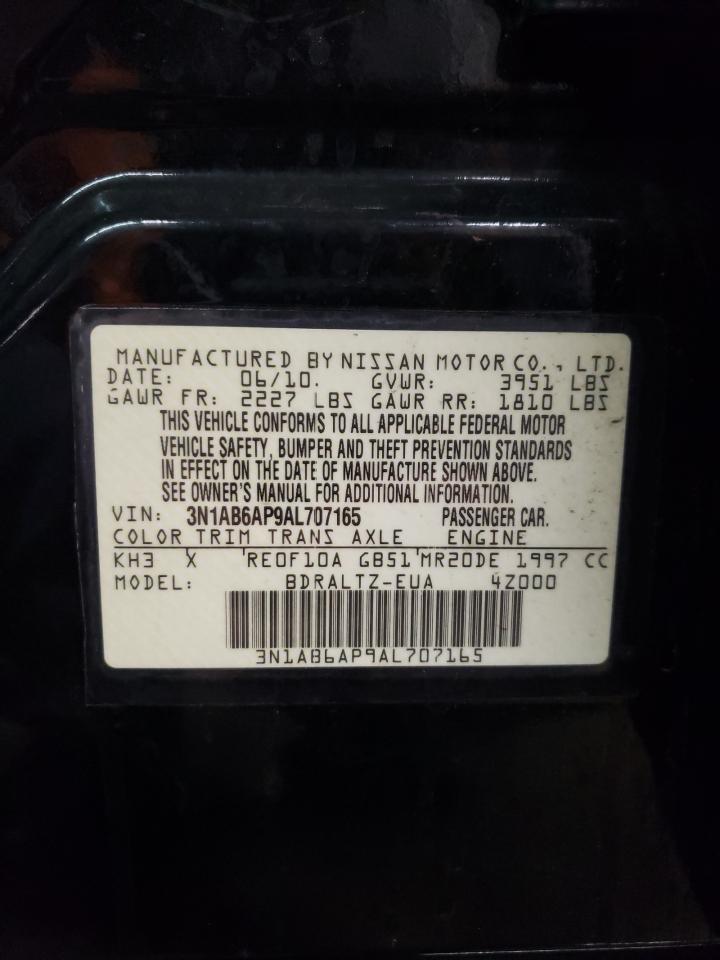 MANUFACTURED BY NISSAN MOTOR CO., LTD.
DATE: 06/10. GVWR: 3951 LBS
GAWR FR: 2227 LBS GAWR RR: 1810 LBS
THIS VEHICLE CONFORMS TO ALL APPLICABLE FEDERAL MOTOR
VEHICLE SAFETY, BUMPER AND THEFT PREVENTION STANDARDS
IN EFFECT ON THE DATE OF MANUFACTURE SHOWN ABOVE.
SEE OWNER'S MANUAL FOR ADDITIONAL INFORMATION.
VIN: 3N1AB6AP9AL707165 PASSENGER CAR.
COLOR TRIM TRANS AXLE ENGINE
KH3 X 'RE0F10A GB51'MR20DE 1997 CC
MODEL: BDRALTZ-EUA 4Z000
3N1AB6AP9AL707165